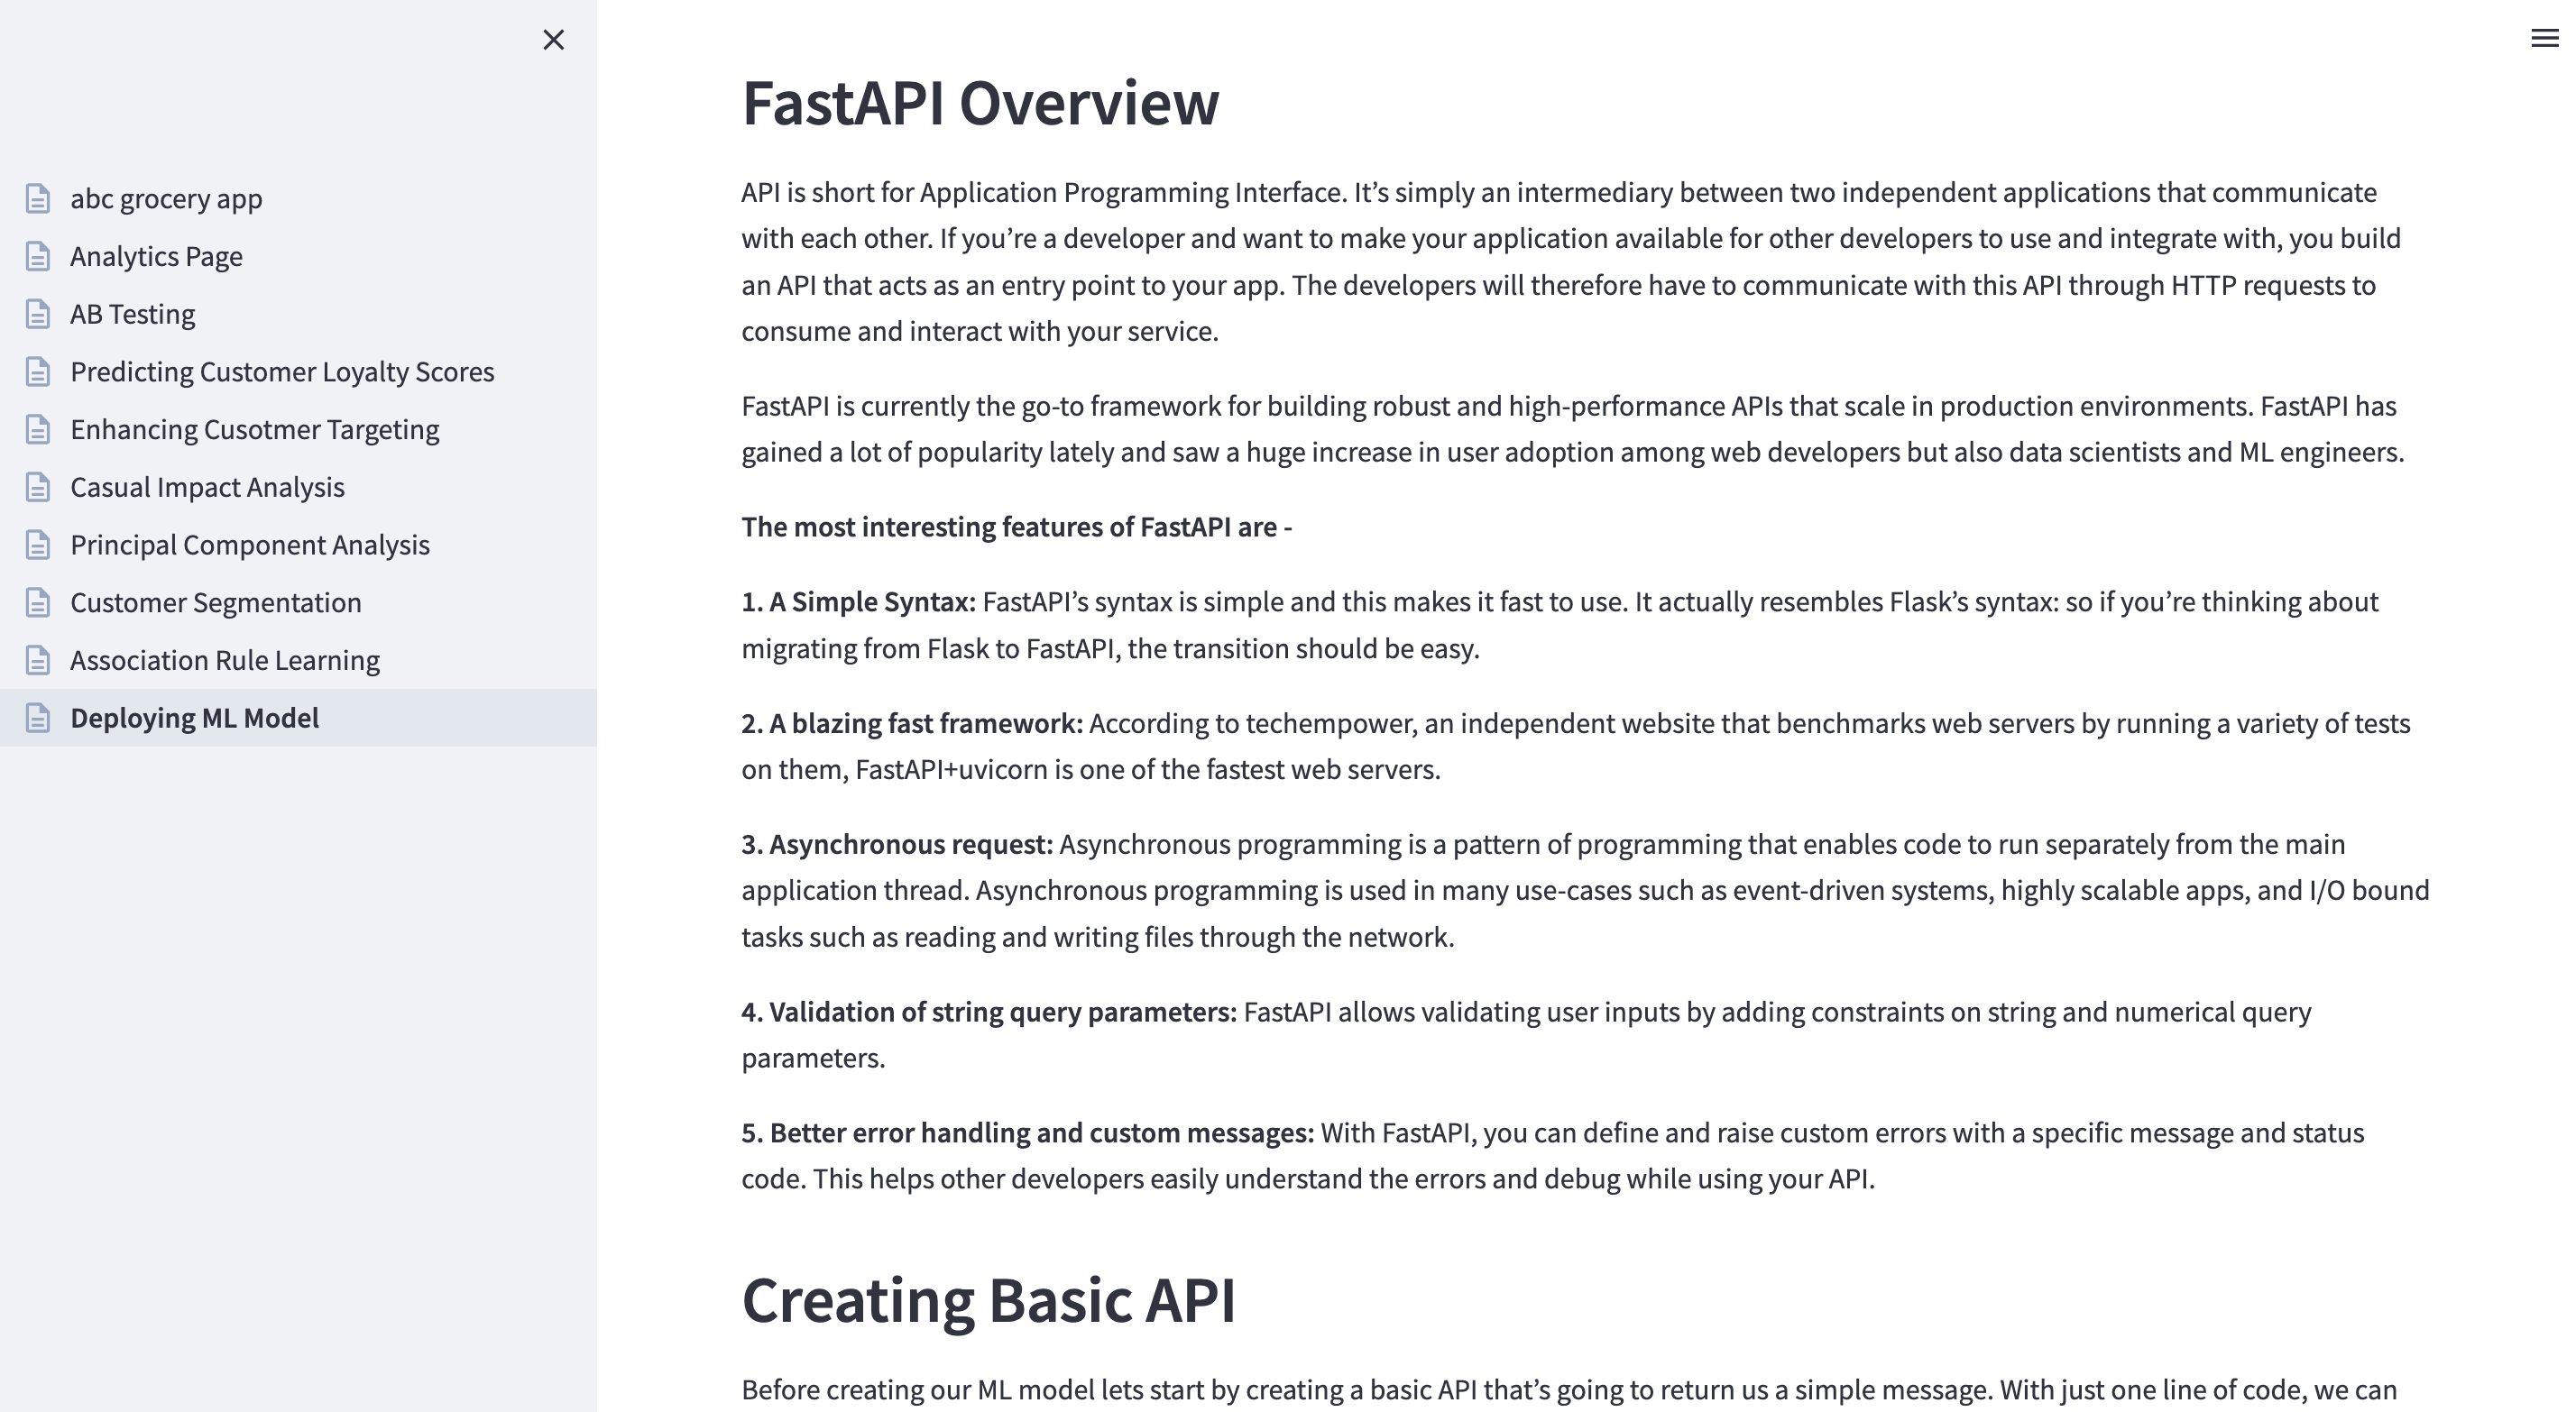 abc grocery app
Analytics Page
AB Testing
Predicting Customer Loyalty Scores
Enhancing Cusotmer Targeting
Casual Impact Analysis
Principal Component Analysis
Customer Segmentation
Association Rule Learning
Deploying ML Model
FastAPI Overview
API is short for Application Programming Interface. It’s simply an intermediary between two independent applications that communicate
with each other. If you’re a developer and want to make your application available for other developers to use and integrate with, you build
an API that acts as an entry point to your app. The developers will therefore have to communicate with this API through HTTP requests to
consume and interact with your service.
FastAPI is currently the go-to framework for building robust and high-performance APIs that scale in production environments. FastAPI has
gained a lot of popularity lately and saw a huge increase in user adoption among web developers but also data scientists and ML engineers.
The most interesting features of FastAPI are -
1. A Simple Syntax: FastAPI’s syntax is simple and this makes it fast to use. It actually resembles Flask’s syntax: so if you’re thinking about
migrating from Flask to FastAPI, the transition should be easy.
2. A blazing fast framework: According to techempower, an independent website that benchmarks web servers by running a variety of tests
on them, FastAPI+uvicorn is one of the fastest web servers.
3. Asynchronous request: Asynchronous programming is a pattern of programming that enables code to run separately from the main
application thread. Asynchronous programming is used in many use-cases such as event-driven systems, highly scalable apps, and I/O bound
tasks such as reading and writing files through the network.
4. Validation of string query parameters: FastAPI allows validating user inputs by adding constraints on string and numerical query
parameters.
5. Better error handling and custom messages: With FastAPI, you can define and raise custom errors with a specific message and status
code. This helps other developers easily understand the errors and debug while using your API.
Creating Basic API
Before creating our ML model lets start by creating a basic API that’s going to return us a simple message. With just one line of code, we can